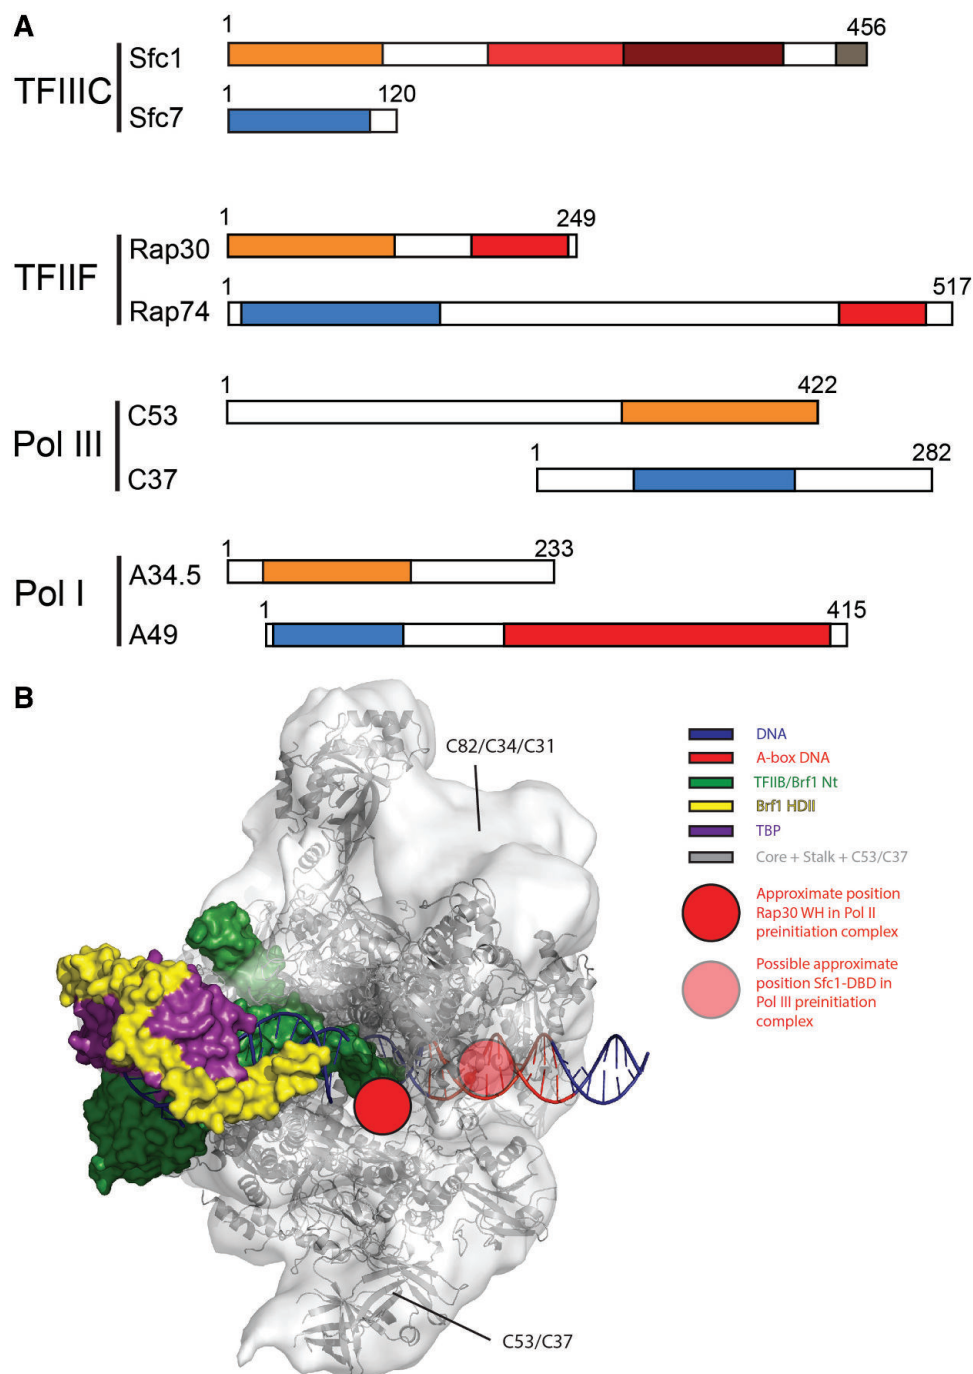 A
TFIIIC
Sfc1
1
456
Sfc7
1
120
TFIIF
Rap30
1
249
Rap74
1
517
Pol III
C53
1
422
C37
1
282
Pol I
A34.5
1
233
A49
1
415
B
C82/C34/C31
C53/C37
DNA
A-box DNA
TFIIB/Brf1 Nt
Brf1 HDII
TBP
Core + Stalk + C53/C37
Approximate position
Rap30 WH in Pol II
preinitiation complex
Possible approximate
position Sfc1-DBD in
Pol III preinitiation
complex